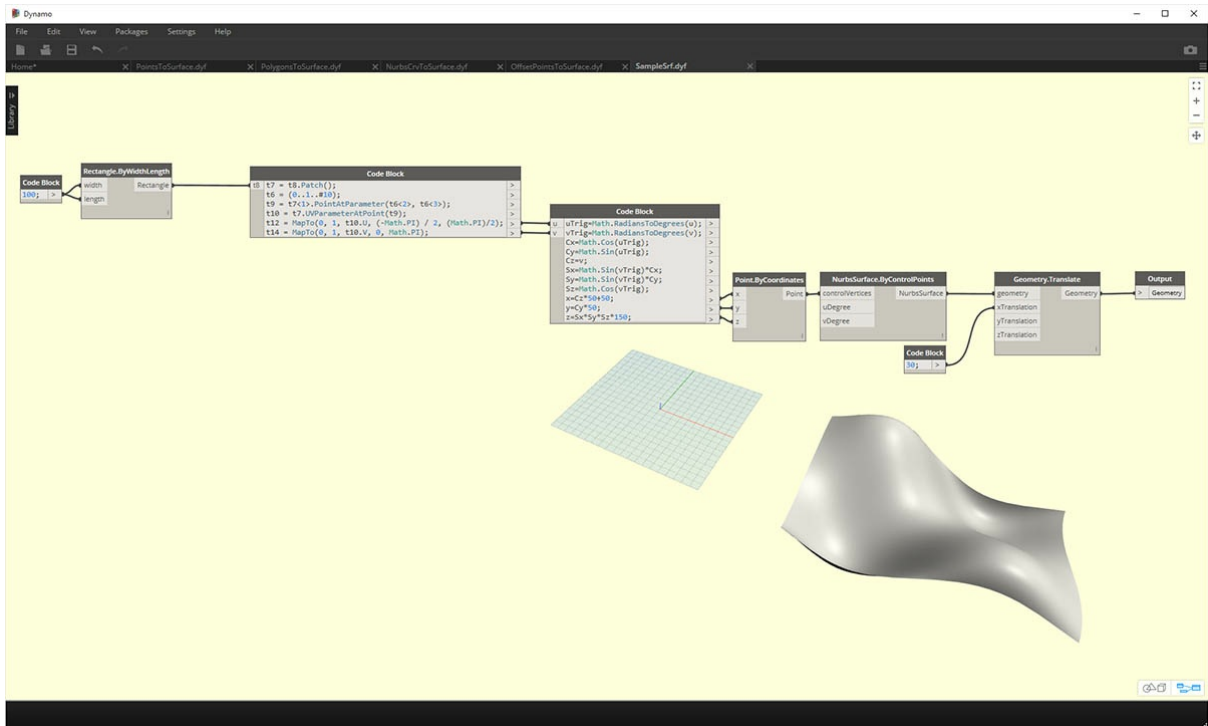 Dynamo
File Edit View Packages Settings Help
Home* PointsToSurface.dyf PolygonsToSurface.dyf NurbsCrvToSurface.dyf OffsetPointsToSurface.dyf SampleSrf.dyf
Library
Code Block
100; >
Rectangle.ByWidthLength
width Rectangle
length
Code Block
t8 t7 = t8.Patch(); >
t6 = (0..1..#10); >
t9 = t7<1>.PointAtParameter(t6<2>, t6<3>); >
t10 = t7.UVParameterAtPoint(t9); >
t12 = MapTo(0, 1, t10.U, (-Math.PI) / 2, (Math.PI)/2); >
t14 = MapTo(0, 1, t10.V, 0, Math.PI); >
Code Block
u uTrig=Math.RadiansToDegrees(u); >
v vTrig=Math.RadiansToDegrees(v); >
Cx=Math.Cos(uTrig); >
Cy=Math.Sin(uTrig); >
Cz=v; >
Sx=Math.Sin(vTrig)*Cx; >
Sy=Math.Sin(vTrig)*Cy; >
Sz=Math.Cos(vTrig); >
x=Cz*50+50; >
y=Cy*50; >
z=Sx*Sy*Sz*150; >
Point.ByCoordinates
x Point
y
z
NurbsSurface.ByControlPoints
controlVertices NurbsSurface
uDegree
vDegree
Code Block
30; >
Geometry.Translate
geometry Geometry
xTranslation
yTranslation
zTranslation
Output
> Geometry